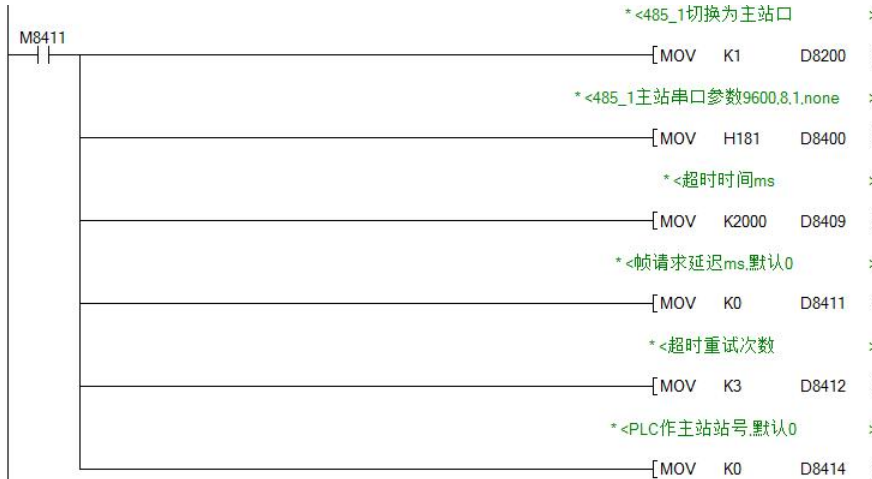 *<485_1切换为主站口 >
M8411
[MOV K1 D8200
*<485_1主站串口参数9600,8,1,none >
[MOV H181 D8400
*<超时时间ms >
[MOV K2000 D8409
*<帧请求延迟ms,默认0 >
[MOV K0 D8411
*<超时重试次数 >
[MOV K3 D8412
*<PLC作主站站号,默认0 >
[MOV K0 D8414